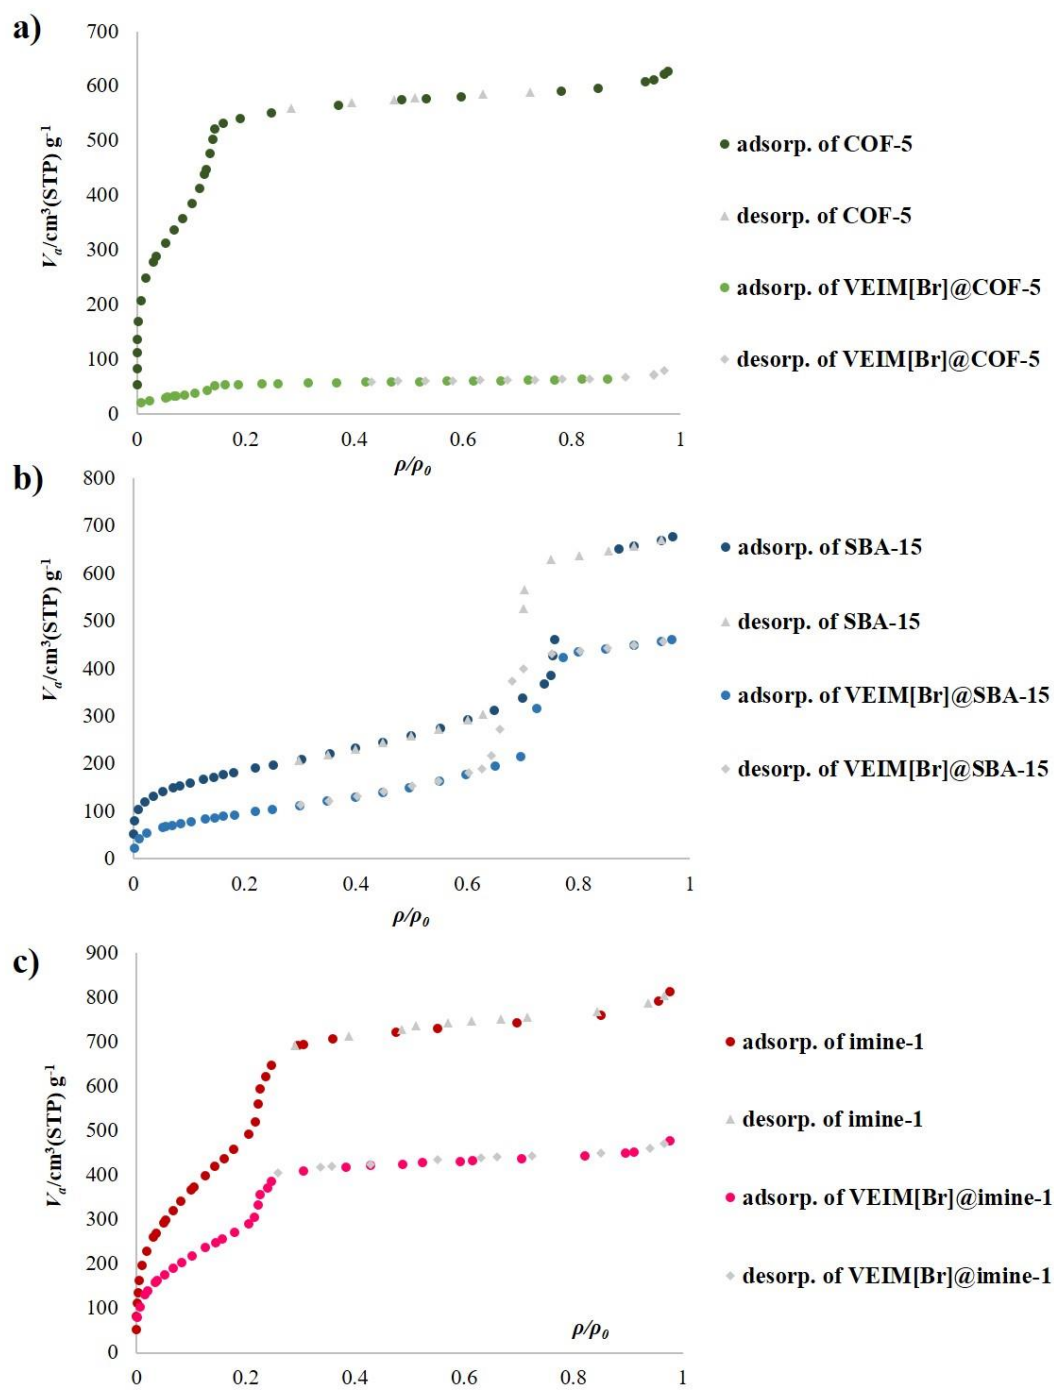 a)
700
600
500
400
300
200
100
0
Va/cm³(STP) g⁻¹
0 0.2 0.4 0.6 0.8 1
ρ/ρ₀
adsorp. of COF-5
desorp. of COF-5
adsorp. of VEIM[Br]@COF-5
desorp. of VEIM[Br]@COF-5
b)
800
700
600
500
400
300
200
100
0
Va/cm³(STP) g⁻¹
0 0.2 0.4 0.6 0.8 1
ρ/ρ₀
adsorp. of SBA-15
desorp. of SBA-15
adsorp. of VEIM[Br]@SBA-15
desorp. of VEIM[Br]@SBA-15
c)
900
800
700
600
500
400
300
200
100
0
Va/cm³(STP) g⁻¹
ρ/ρ₀
0 0.2 0.4 0.6 0.8 1
adsorp. of imine-1
desorp. of imine-1
adsorp. of VEIM[Br]@imine-1
desorp. of VEIM[Br]@imine-1